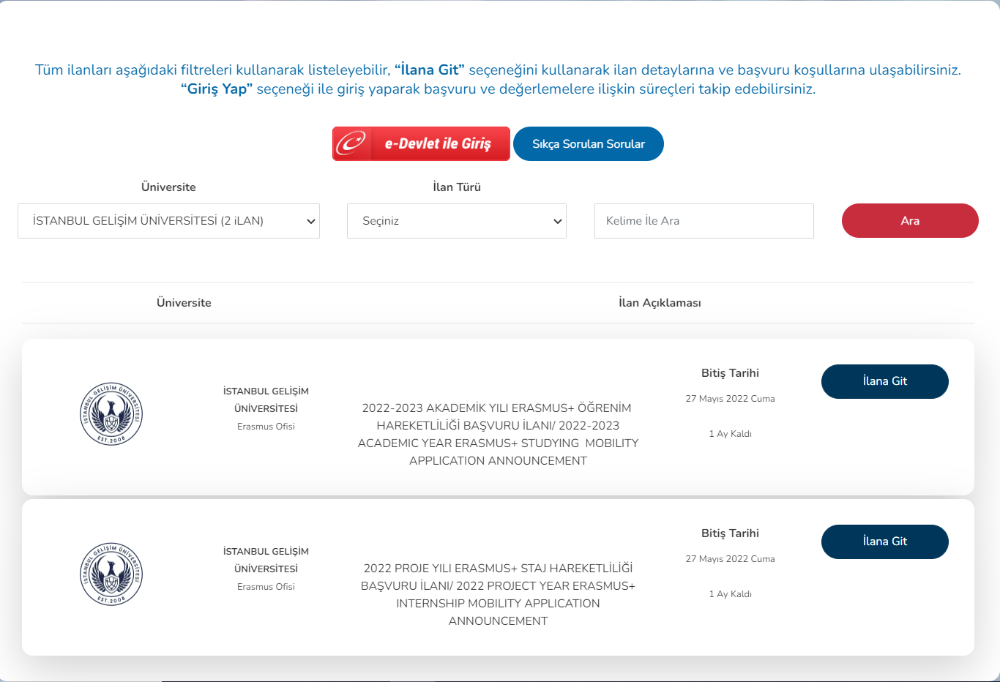 Tüm ilanları aşağıdaki filtreleri kullanarak listeleyebilir, “İlana Git” seçeneğini kullanarak ilan detaylarına ve başvuru koşullarına ulaşabilirsiniz.
“Giriş Yap” seçeneği ile giriş yaparak başvuru ve değerlemelere ilişkin süreçleri takip edebilirsiniz.
e-Devlet ile Giriş
Sıkça Sorulan Sorular
Üniversite
İlan Türü
İSTANBUL GELİŞİM ÜNİVERSİTESİ (2 iLAN)
Seçiniz
Kelime İle Ara
Ara
Üniversite
İlan Açıklaması
İSTANBUL GELİŞİM ÜNİVERSİTESİ
EST.2008
İSTANBUL GELİŞİM
ÜNİVERSİTESİ
Erasmus Ofisi
2022-2023 AKADEMİK YILI ERASMUS+ ÖĞRENİM
HAREKETLİLİĞİ BAŞVURU İLANI/ 2022-2023
ACADEMIC YEAR ERASMUS+ STUDYING  MOBILITY
APPLICATION ANNOUNCEMENT
Bitiş Tarihi
27 Mayıs 2022 Cuma
1 Ay Kaldı
İlana Git
İSTANBUL GELİŞİM ÜNİVERSİTESİ
EST.2008
İSTANBUL GELİŞİM
ÜNİVERSİTESİ
Erasmus Ofisi
2022 PROJE YILI ERASMUS+ STAJ HAREKETLİLİĞİ
BAŞVURU İLANI/ 2022 PROJECT YEAR ERASMUS+
INTERNSHIP MOBILITY APPLICATION
ANNOUNCEMENT
Bitiş Tarihi
27 Mayıs 2022 Cuma
1 Ay Kaldı
İlana Git